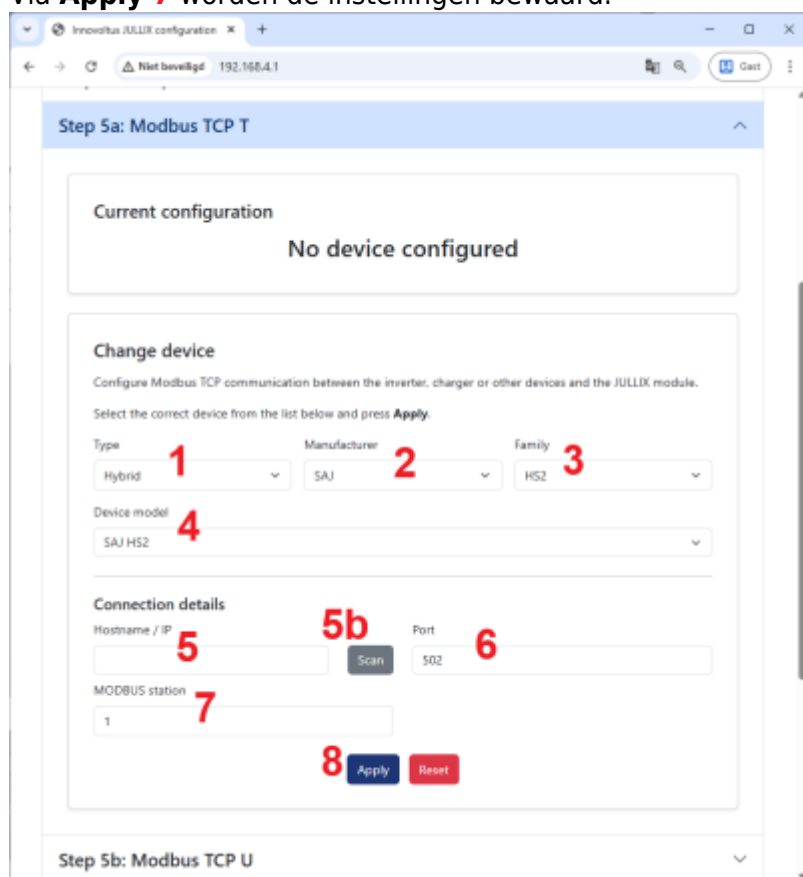 Via Apply 7 worden de instellingen bewaard.
Innovoltus JULLIX configuration
Niet beveiligd 192.168.4.1
Gast
Step 5a: Modbus TCP T
Current configuration
No device configured
Change device
Configure Modbus TCP communication between the inverter, charger or other devices and the JULLIX module.
Select the correct device from the list below and press Apply.
Type Manufacturer Family
1 2 3
Hybrid SAJ HS2
Device model
4
SAJ HS2
Connection details
Hostname / IP 5b Port
5 6
Scan 502
MODBUS station
7
1
8 Apply Reset
Step 5b: Modbus TCP U